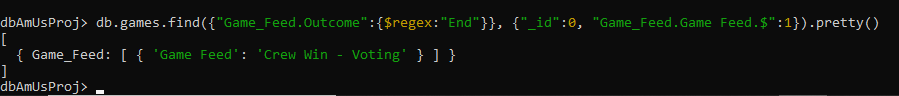 dbAmUsProj> db.games.find({"Game_Feed.Outcome":{$regex:"End"}}, {"_id":0, "Game_Feed.Game Feed.$":1}).pretty()
[
  { Game_Feed: [ { 'Game Feed': 'Crew Win - Voting' } ] }
]
dbAmUsProj>